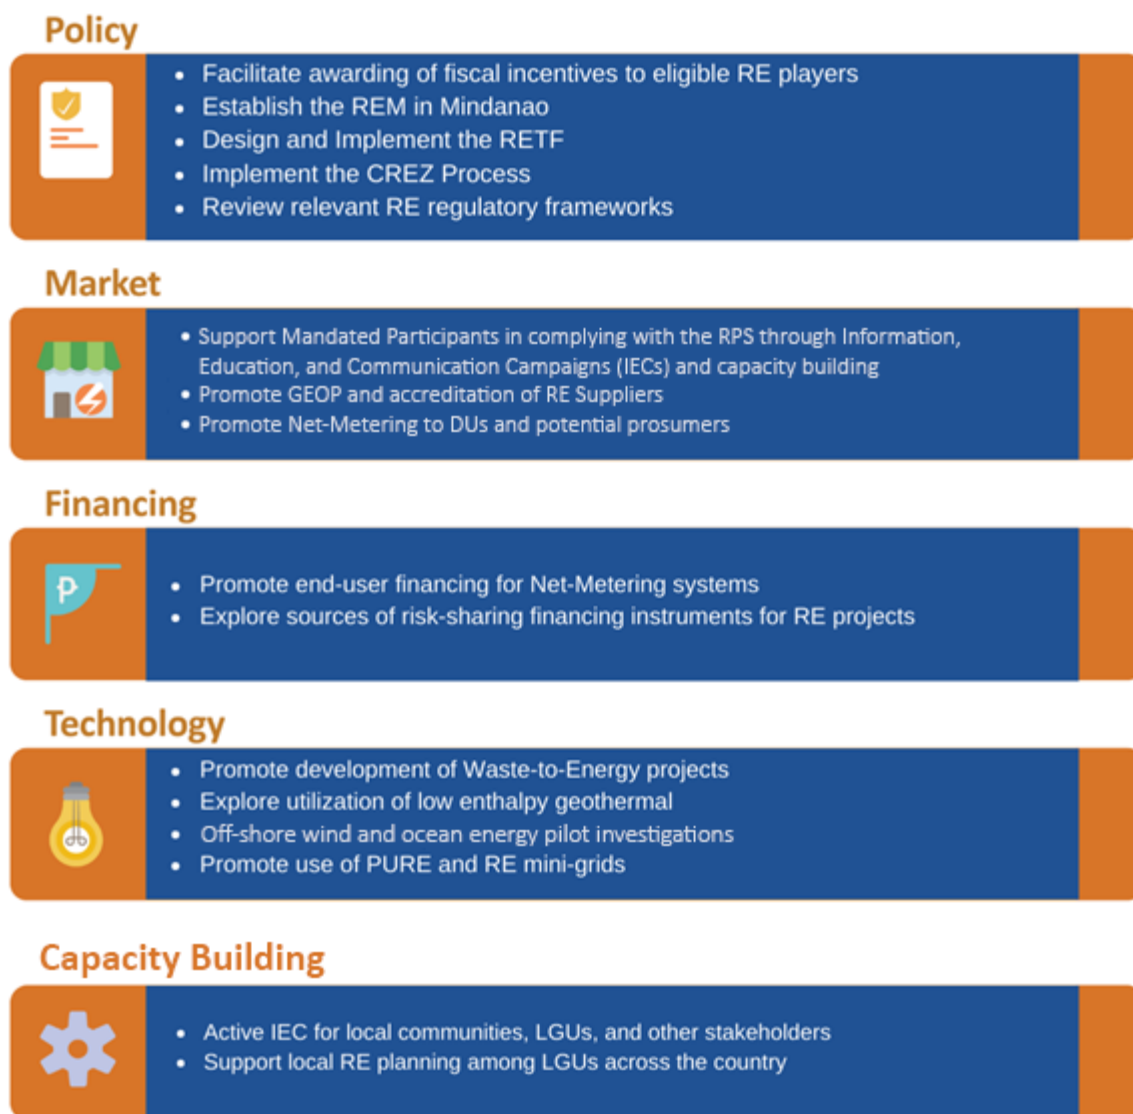 Policy
• Facilitate awarding of fiscal incentives to eligible RE players
• Establish the REM in Mindanao
• Design and Implement the RETF
• Implement the CREZ Process
• Review relevant RE regulatory frameworks
Market
• Support Mandated Participants in complying with the RPS through Information,
Education, and Communication Campaigns (IECs) and capacity building
• Promote GEOP and accreditation of RE Suppliers
• Promote Net-Metering to DUs and potential prosumers
Financing
P
• Promote end-user financing for Net-Metering systems
• Explore sources of risk-sharing financing instruments for RE projects
Technology
• Promote development of Waste-to-Energy projects
• Explore utilization of low enthalpy geothermal
• Off-shore wind and ocean energy pilot investigations
• Promote use of PURE and RE mini-grids
Capacity Building
• Active IEC for local communities, LGUs, and other stakeholders
• Support local RE planning among LGUs across the country